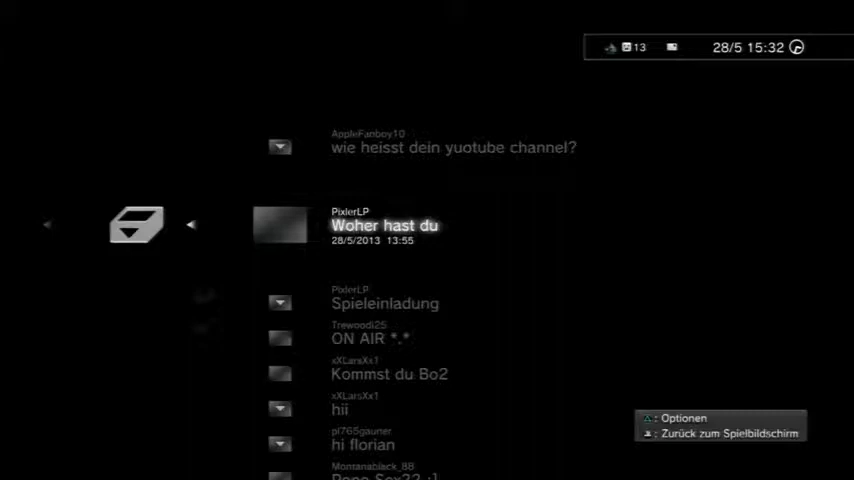 13
28/5 15:32
AppleFanboy10
wie heisst dein yuotube channel?
PixlerLP
Woher hast du
28/5/2013 13:55
PixlerLP
Spieleinladung
Trewoodi25
ON AIR *.*
xXLarsXx1
Kommst du Bo2
xXLarsXx1
hii
pl765gauner
hi florian
Montanablack_88
: Optionen
: Zurück zum Spielbildschirm